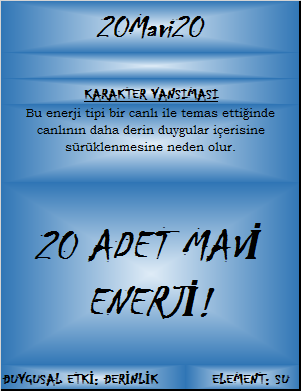 20Mavi20
KARAKTER YANSIMASI
Bu enerji tipi bir canlı ile temas ettiğinde
canlının daha derin duygular içerisine
sürüklenmesine neden olur.
20 ADET MAVİ
ENERJİ!
DUYGUSAL ETKİ: DERİNLİK ELEMENT: SU